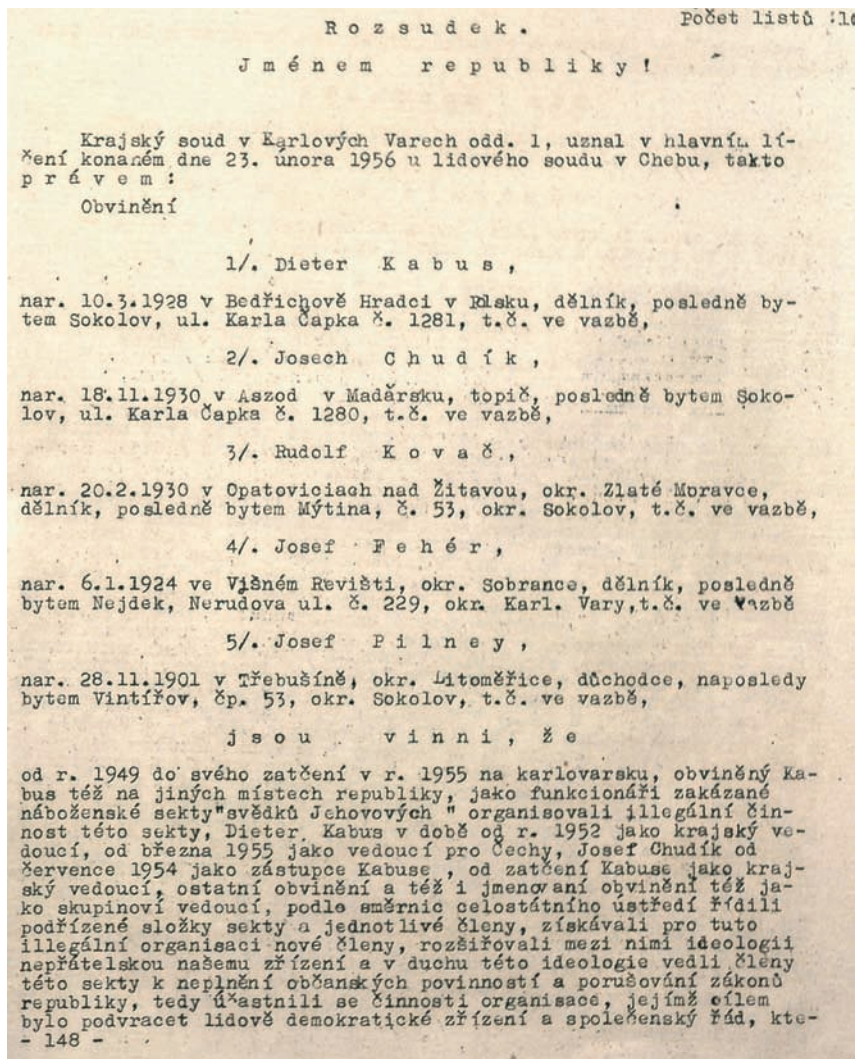 Počet listů :10
R o z s u d e k .
J m é n e m   r e p u b l i k y !
Krajský soud v Karlových Varech odd. 1, uznal v hlavním lí-
čení konaném dne 23. února 1956 u lidového soudu v Chebu, takto
p r á v e m :
Obvinění
1/. Dieter K a b u s ,
nar. 10.3.1928 v Bedřichově Hradci v Rlsku, dělník, posledně by-
tem Sokolov, ul. Karla Čapka č. 1281, t.č. ve vazbě,
2/. Josech C h u d í k ,
nar. 18.11.1930 v Aszod v Madársku, topič, posledně bytem Soko-
lov, ul. Karla Čapka č. 1280, t.č. ve vazbě,
3/. Rudolf K o v a č ,
nar. 20.2.1930 v Opatoviciach nad Žitavou, okr. Zlaté Moravce,
dělník, posledně bytem Mýtina, č. 53, okr. Sokolov, t.č. ve vazbě,
4/. Josef F e h é r ,
nar. 6.1.1924 ve Višném Revišti, okr. Sobrance, dělník, posledně
bytem Nejdek, Nerudova ul. č. 229, okr. Karl. Vary,t.č. ve vazbě
5/. Josef P i l n e y ,
nar. 28.11.1901 v Třebušíně, okr. Litoměřice, důchodce, naposledy
bytem Vintířov, čp. 53, okr. Sokolov, t.č. ve vazbě,
j s o u   v i n n i , ž e
od r. 1949 do svého zatčení v r. 1955 na karlovarsku, obviněný Ka-
bus též na jiných místech republiky, jako funkcionáři zakázané
náboženské sekty"svědků Jehovových " organisovali illegální čin-
nost této sekty, Dieter Kabus v době od r. 1952 jako krajský ve-
doucí, od března 1955 jako vedoucí pro Čechy, Josef Chudík od
července 1954 jako zástupce Kabuse , od zatčení Kabuse jako kraj-
ský vedoucí, ostatní obvinění a též i jmenovaní obvinění též ja-
ko skupinoví vedoucí, podle směrnic celostátního ústředí řídili
podřízené složky sekty a jednotlivé členy, získávali pro tuto
illegální organisaci nové členy, rozšiřovali mezi nimi ideologii
nepřátelskou našemu zřízení a v duchu této ideologie vedli členy
této sekty k neplnění občanských povinností a porušování zákonů
republiky, tedy účastnili se činnosti organisace, jejímž cílem
bylo podvracet lidově demokratické zřízení a společenský řád, kte-
- 148 -